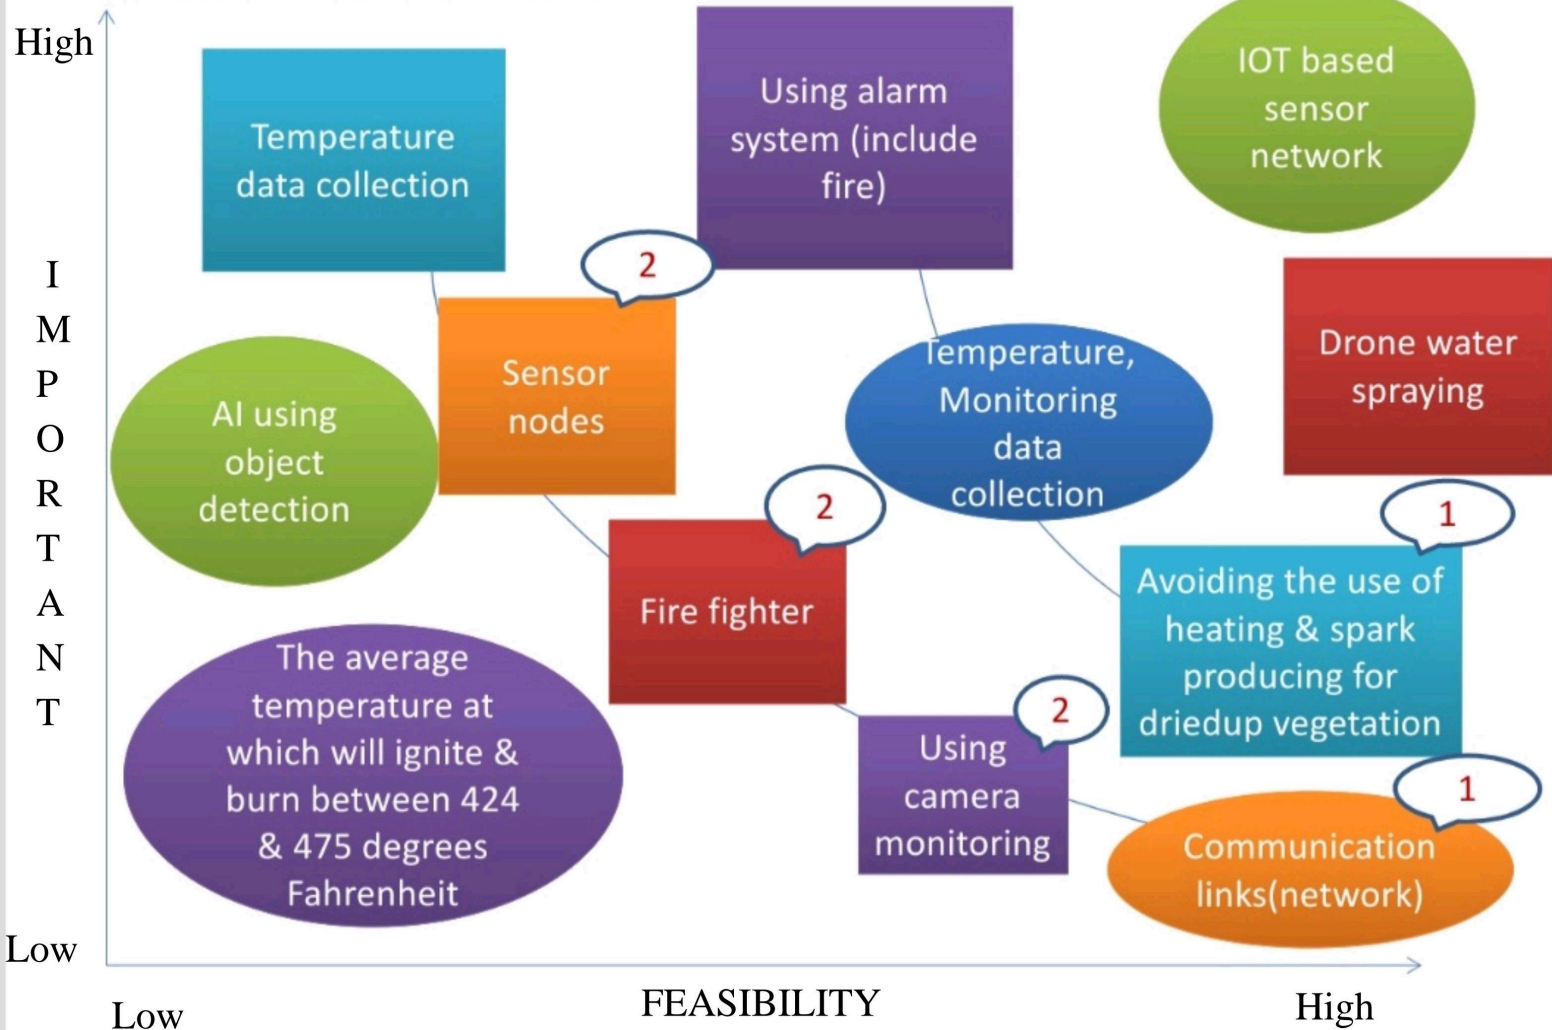 High
Temperature
data collection
Using alarm
system (include
fire)
IOT based
sensor
network
2
I
M
P
O
R
T
A
N
T
Sensor
nodes
Temperature,
Monitoring
data
collection
Drone water
spraying
AI using
object
detection
2
1
Fire fighter
Avoiding the use of
heating & spark
producing for
driedup vegetation
The average
temperature at
which will ignite &
burn between 424
& 475 degrees
Fahrenheit
2
Using
camera
monitoring
1
Communication
links(network)
Low
Low
FEASIBILITY
High